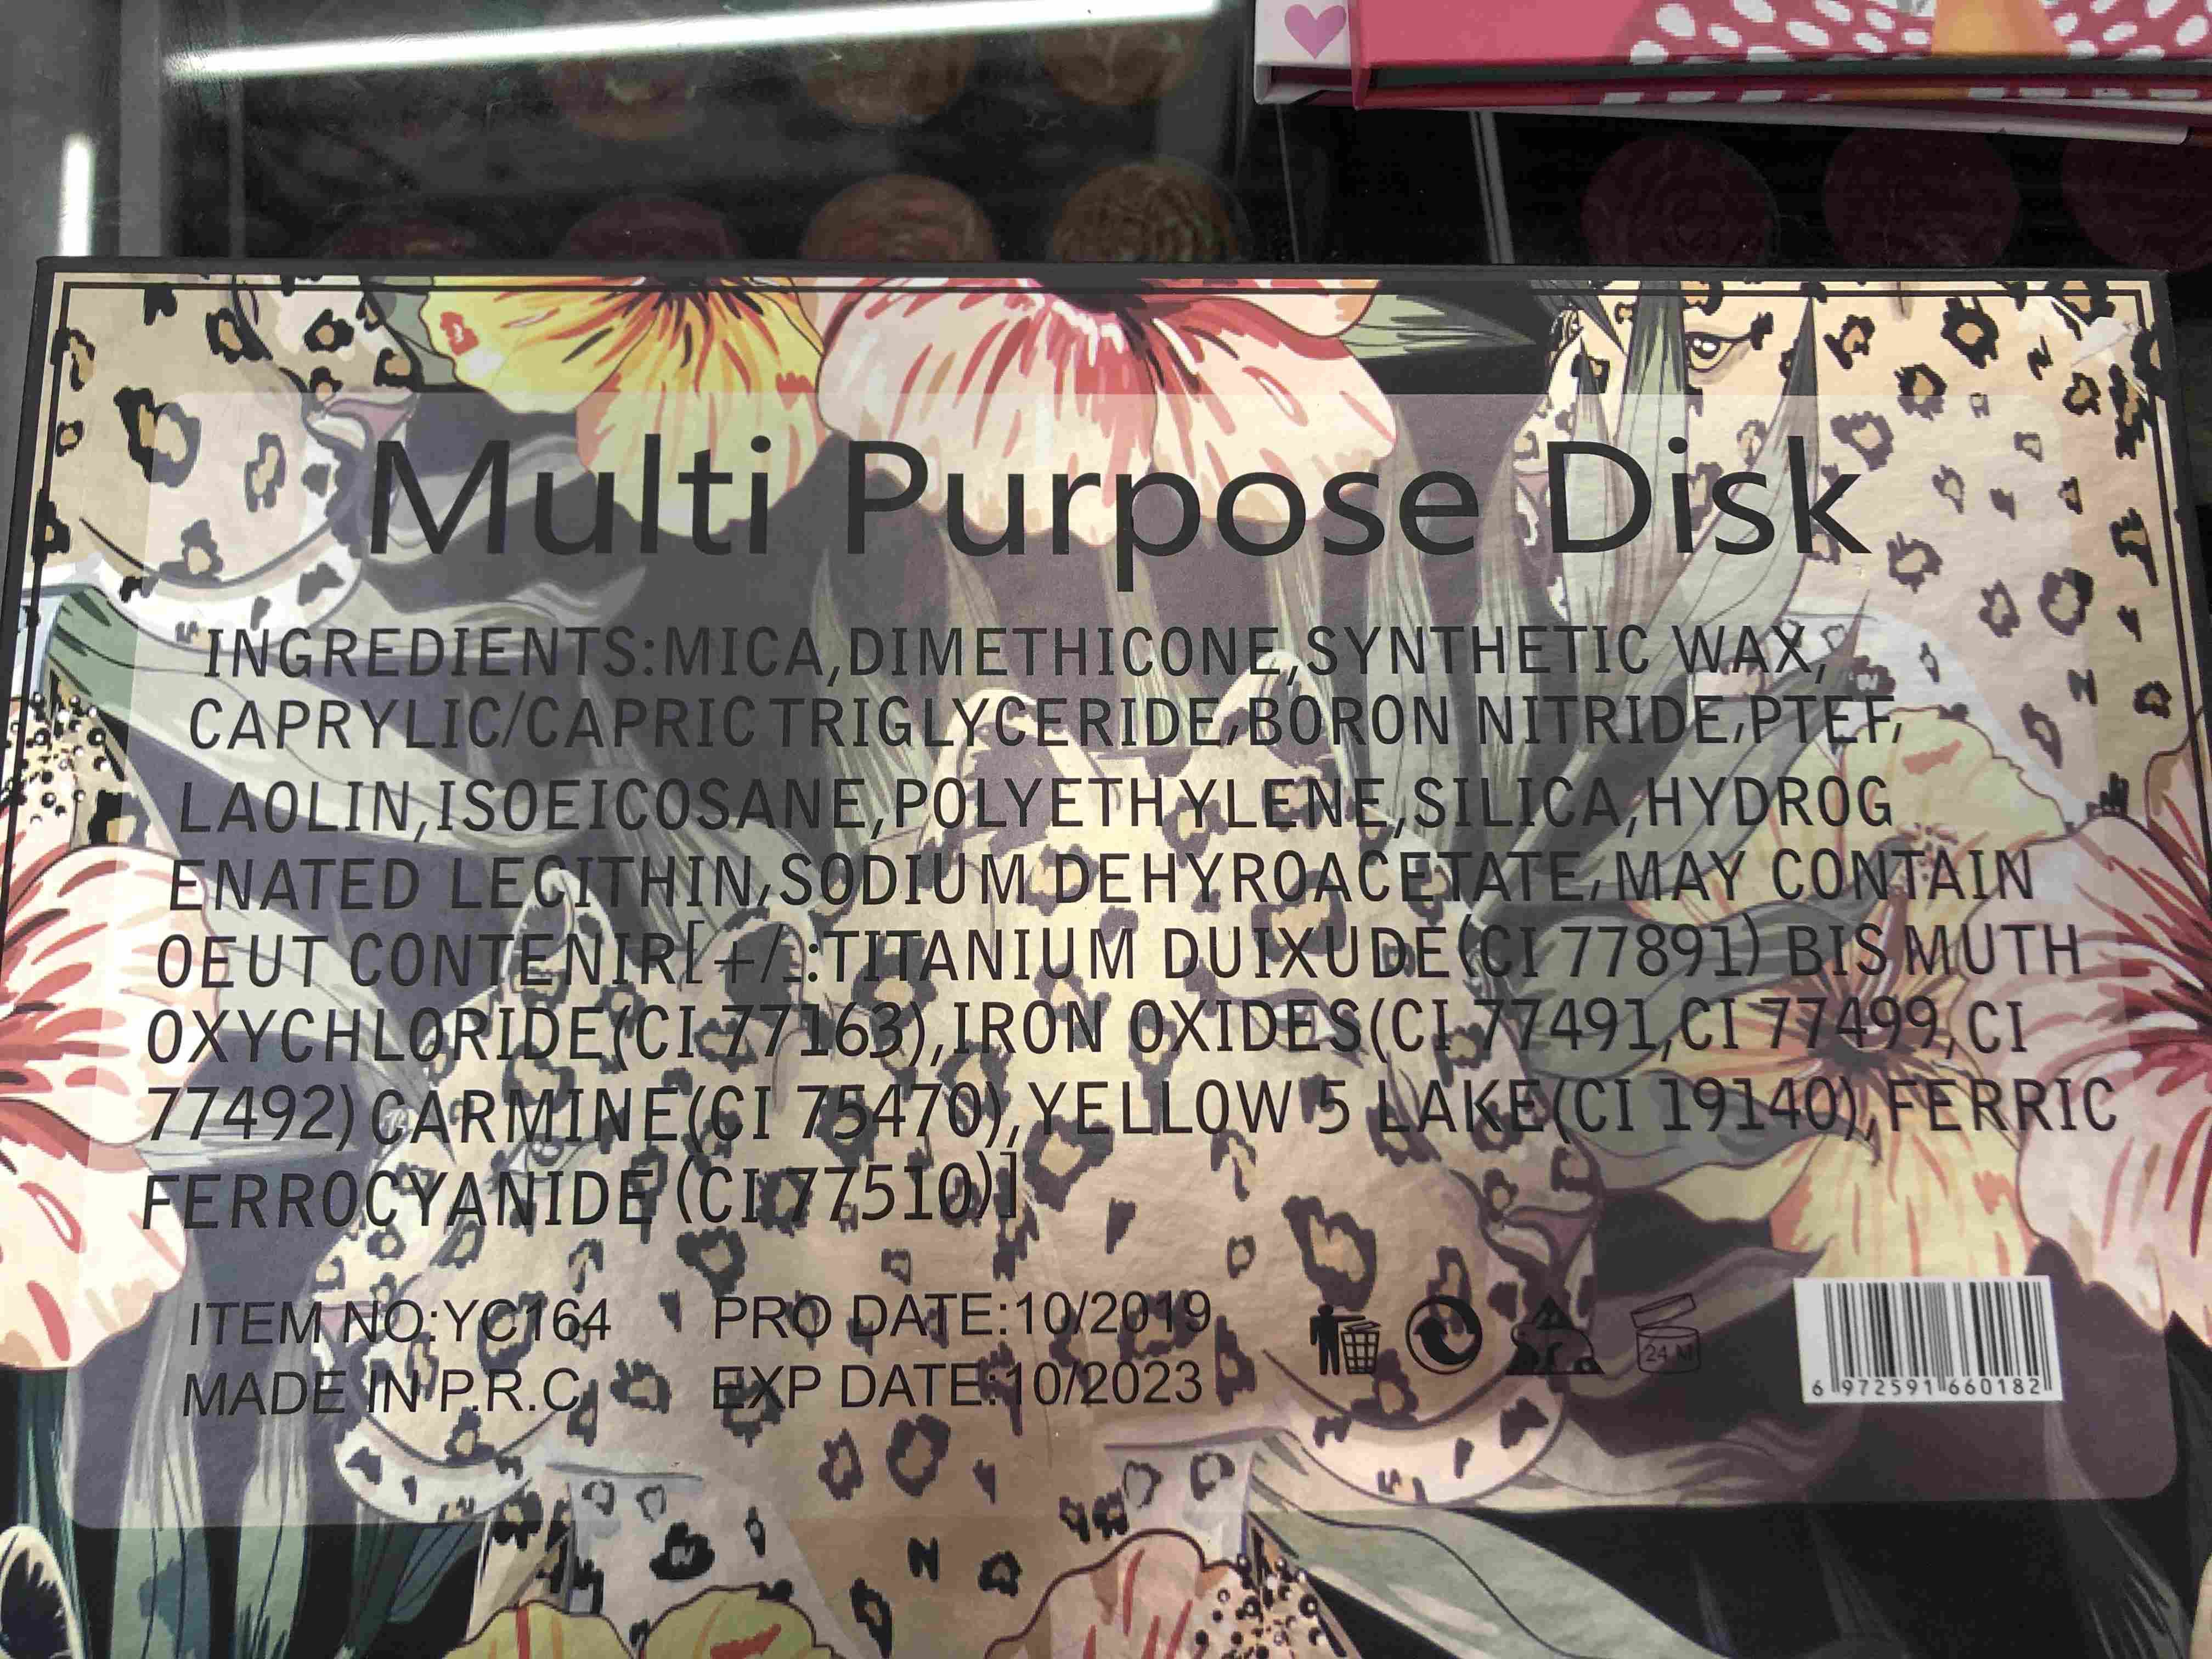 Multi Purpose Disk
INGREDIENTS:MICA,DIMETHICONE,SYNTHETIC WAX,
CAPRYLIC/CAPRIC TRIGLYCERIDE,BORON NITRIDE,PTEF,
LAOLIN,ISOEICOSANE,POLYETHYLENE,SILICA,HYDROG
ENATED LECITHIN,SODIUM DEHYROACETATE,MAY CONTAIN
OEUT CONTENIR[+/-:TITANIUM DUIXUDE(CI 77891) BIS MUTH
OXYCHLORIDE(CI 77163),IRON OXIDES(CI 77491,CI 77499,CI
77492) CARMINE(CI 75470),YELLOW 5 LAKE(CI 19140),FERRIC
FERROCYANIDE (CI 77510)]
ITEM NO:YC164 PRO DATE:10/2019
MADE IN P.R.C. EXP DATE:10/2023
24 M
6 972591 660182